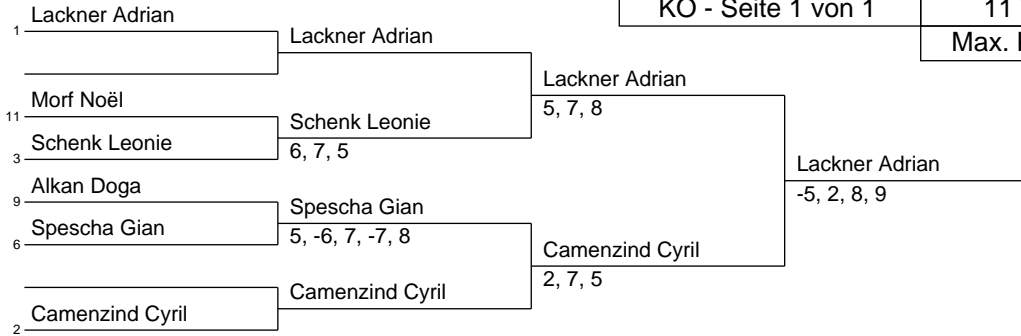 KO - Seite 1 von 1
11
Max.
Lackner Adrian
1
Lackner Adrian
Lackner Adrian
5, 7, 8
Morf Noël
11
Schenk Leonie
6, 7, 5
Schenk Leonie
3
Lackner Adrian
-5, 2, 8, 9
Alkan Doga
9
Spescha Gian
5, -6, 7, -7, 8
Spescha Gian
6
Camenzind Cyril
2, 7, 5
Camenzind Cyril
Camenzind Cyril
2